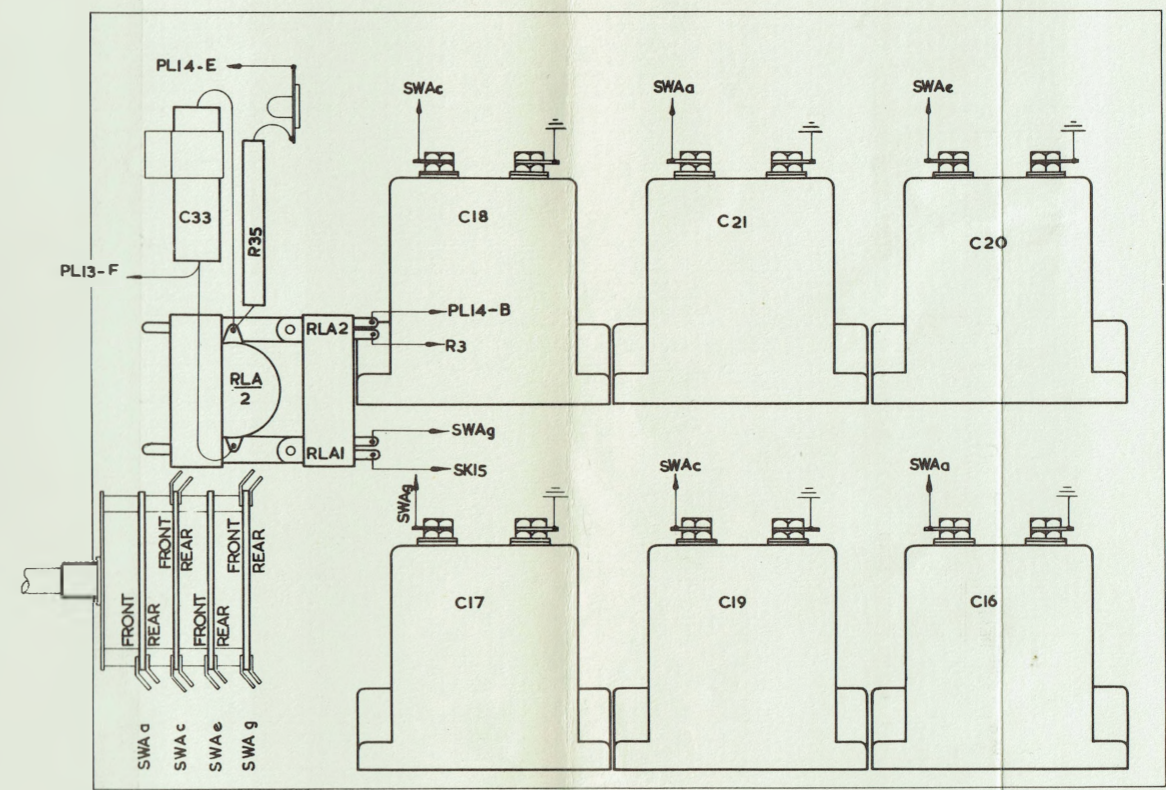 PL14-E
SWAc
SWAa
SWAe
C33
R35
C18
C21
C20
PL13-F
PL14-B
RLA2
R3
RLA
2
SWAg
RLA1
SK15
SWAg
SWAc
SWAa
FRONT
REAR
FRONT
REAR
FRONT
REAR
FRONT
REAR
C17
C19
C16
SWA a
SWA c
SWA e
SWA g